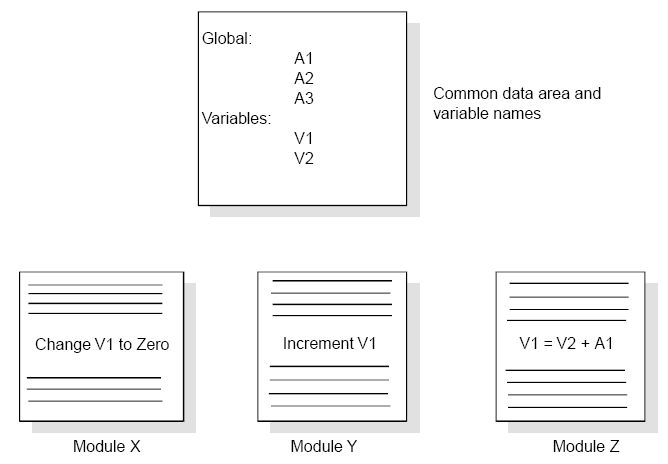 Global:
A1
A2
A3
Variables:
V1
V2
Common data area and
variable names
Change V1 to Zero
Increment V1
V1 = V2 + A1
Module X
Module Y
Module Z